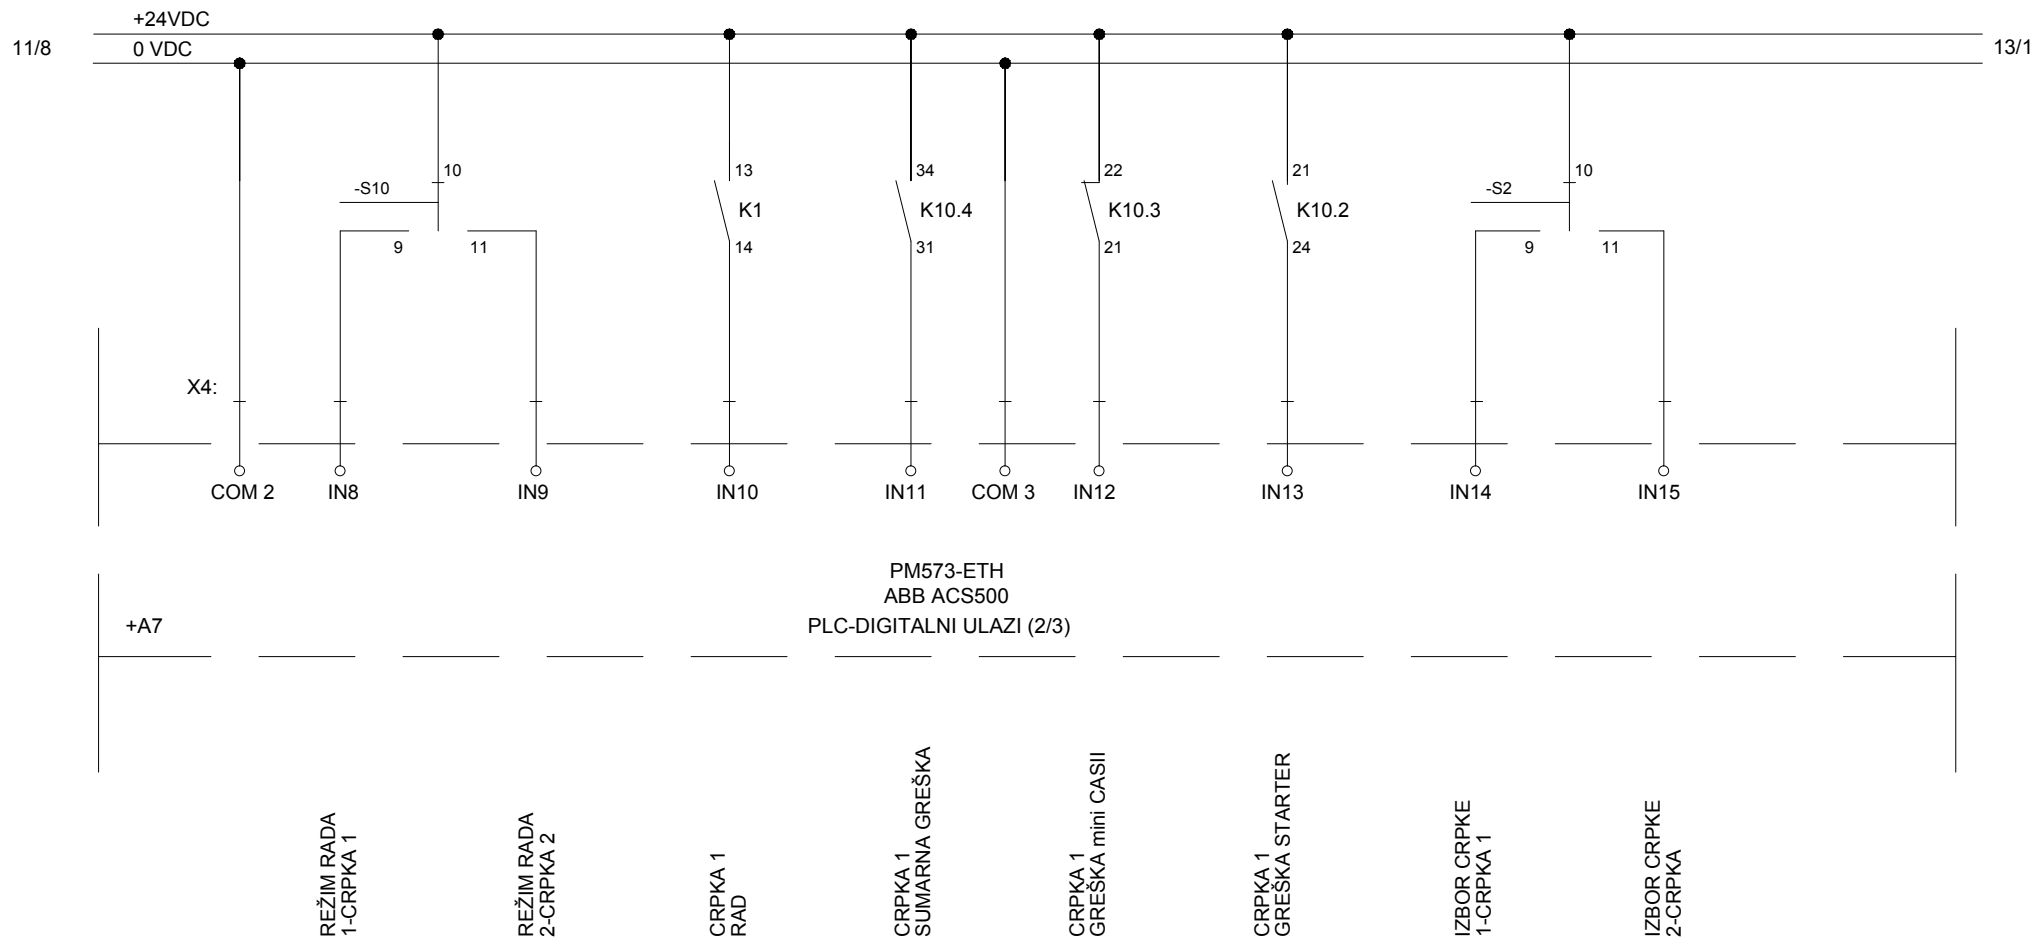 +24VDC
11/8
0 VDC
13/1
10
13
34
22
21
10
-S10
-S2
K1
K10.4
K10.3
K10.2
9
11
14
31
21
24
9
11
X4:
COM 2
IN8
IN9
IN10
IN11
COM 3
IN12
IN13
IN14
IN15
PM573-ETH
ABB ACS500
+A7
PLC-DIGITALNI ULAZI (2/3)
REŽIM RADA
1-CRPKA 1
REŽIM RADA
2-CRPKA 2
CRPKA 1
RAD
CRPKA 1
SUMARNA GREŠKA
CRPKA 1
GREŠKA mini CASII
CRPKA 1
GREŠKA STARTER
IZBOR CRPKE
1-CRPKA 1
IZBOR CRPKE
2-CRPKA